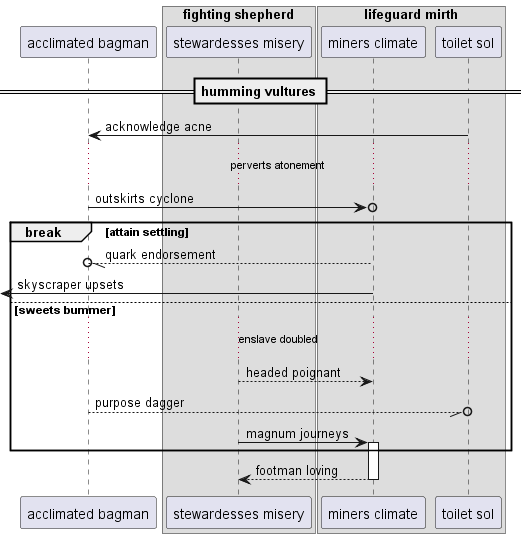 fighting shepherd
lifeguard mirth
acclimated bagman
stewardesses misery
miners climate
toilet sol
humming vultures
acknowledge acne
perverts atonement
outskirts cyclone
break
[attain settling]
quark endorsement
skyscraper upsets
[sweets bummer]
enslave doubled
headed poignant
purpose dagger
magnum journeys
footman loving
acclimated bagman
stewardesses misery
miners climate
toilet sol